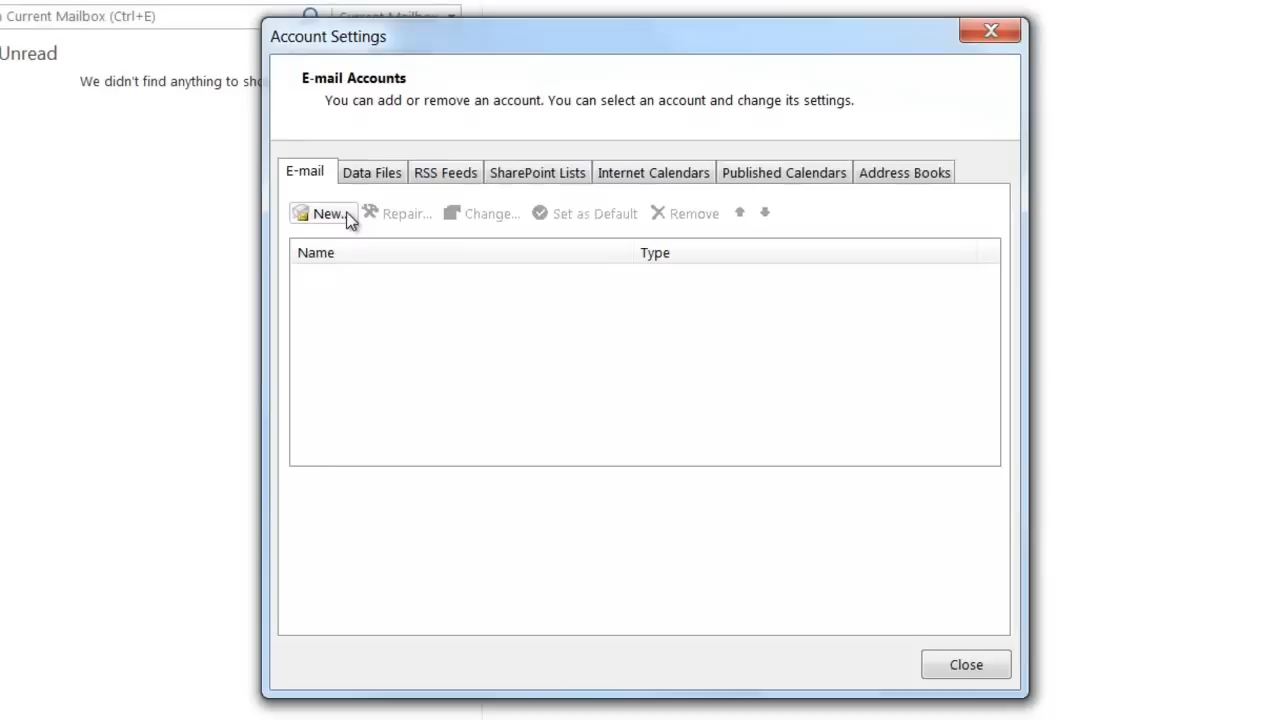 Current Mailbox (Ctrl+E)
Current Mailbox
Unread
We didn't find anything to sho
Account Settings
E-mail Accounts
You can add or remove an account. You can select an account and change its settings.
E-mail Data Files RSS Feeds SharePoint Lists Internet Calendars Published Calendars Address Books
New... Repair... Change... Set as Default Remove
Name Type
Close